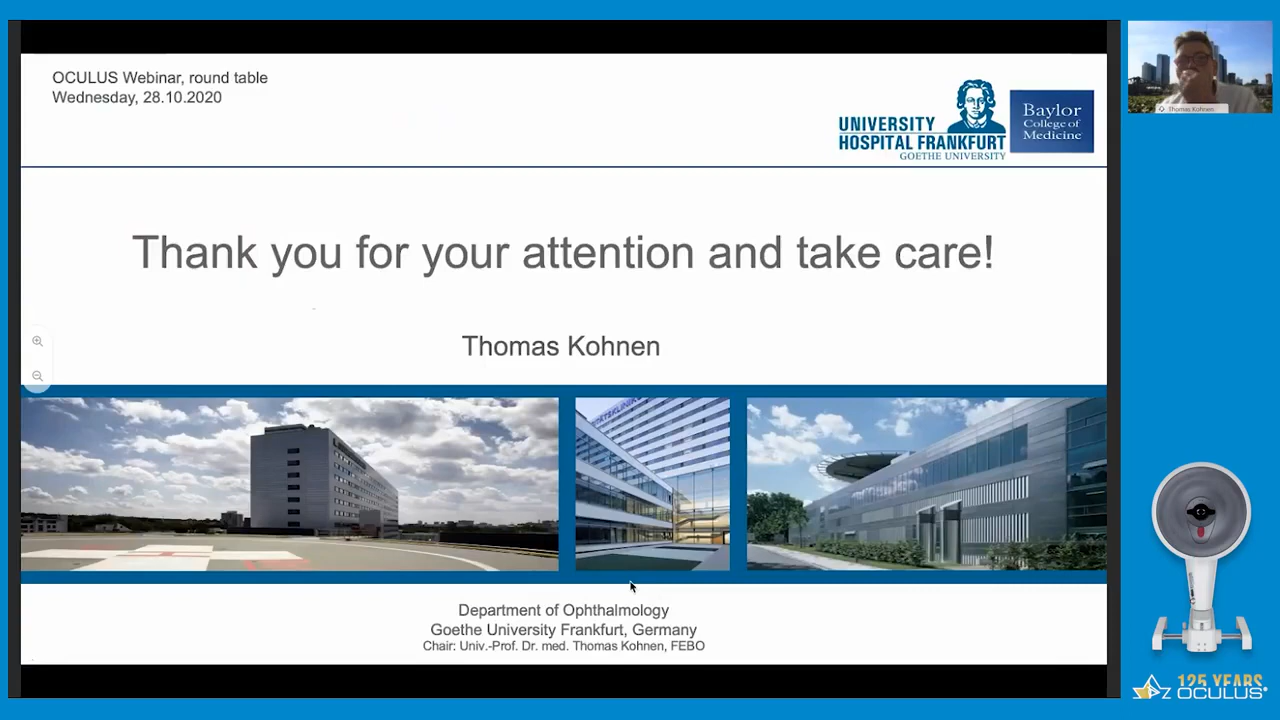 OCULUS Webinar, round table
Wednesday, 28.10.2020
UNIVERSITY
HOSPITAL FRANKFURT
GOETHE UNIVERSITY
Baylor
College of
Medicine
Thomas Kohnen
Thank you for your attention and take care!
Thomas Kohnen
Department of Ophthalmology
Goethe University Frankfurt, Germany
Chair: Univ.-Prof. Dr. med. Thomas Kohnen, FEBO
125 YEARS
OCULUS®